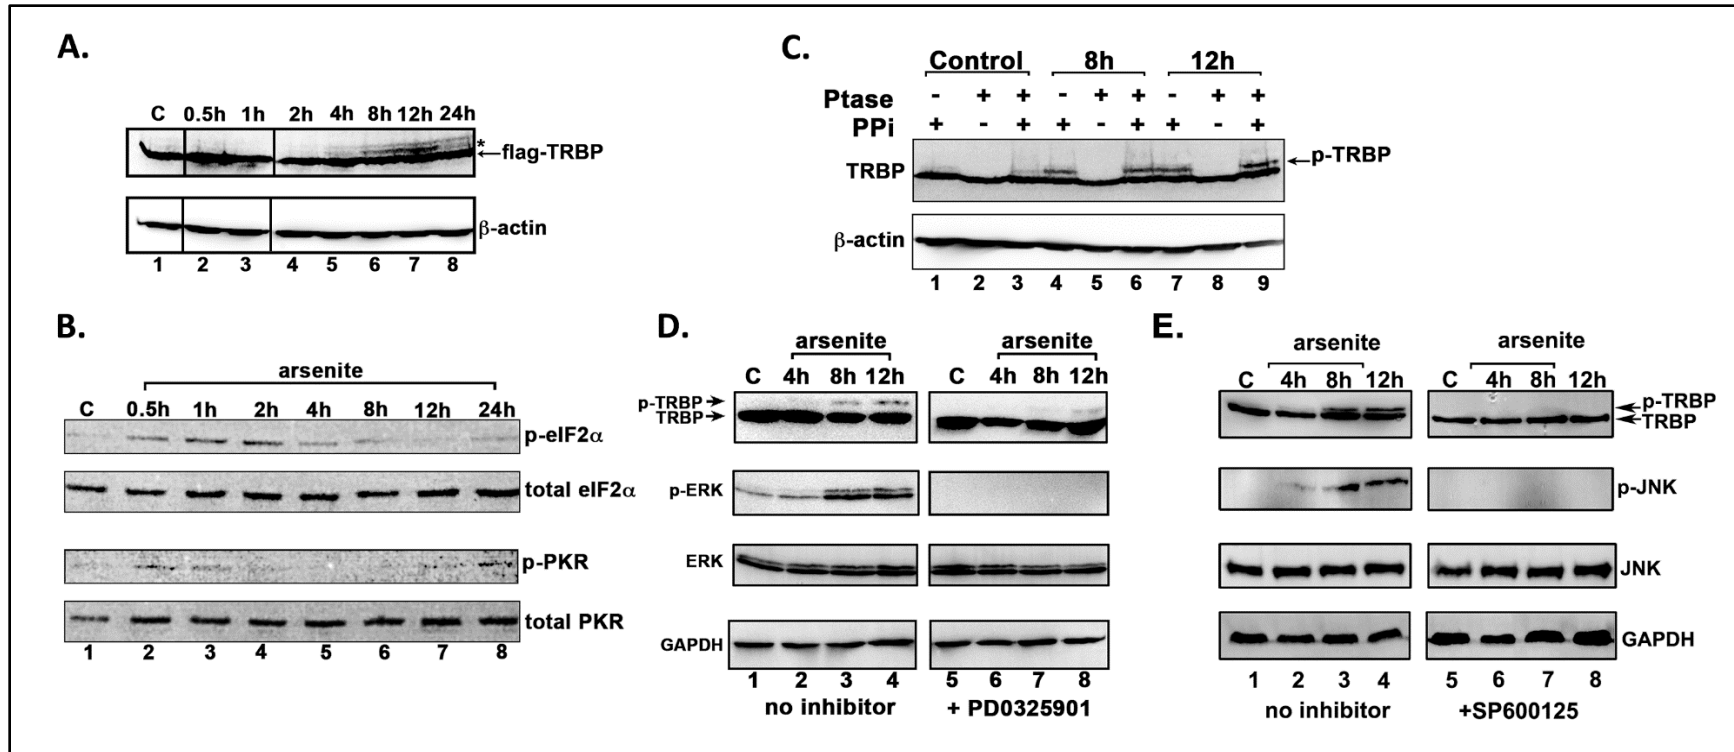 A.
C 0.5h 1h 2h 4h 8h 12h 24h
*
←flag-TRBP
β-actin
1 2 3 4 5 6 7 8
B.
arsenite
C 0.5h 1h 2h 4h 8h 12h 24h
p-eIF2α
total eIF2α
p-PKR
total PKR
1 2 3 4 5 6 7 8
C.
Control 8h 12h
Ptase - + + - + + - + +
PPi + - + + - + + - +
TRBP ←p-TRBP
β-actin
1 2 3 4 5 6 7 8 9
D.
arsenite arsenite
C 4h 8h 12h C 4h 8h 12h
p-TRBP→
TRBP→
p-ERK
ERK
GAPDH
1 2 3 4 5 6 7 8
no inhibitor + PD0325901
E.
arsenite arsenite
C 4h 8h 12h C 4h 8h 12h
←p-TRBP
←TRBP
p-JNK
JNK
GAPDH
1 2 3 4 5 6 7 8
no inhibitor +SP600125